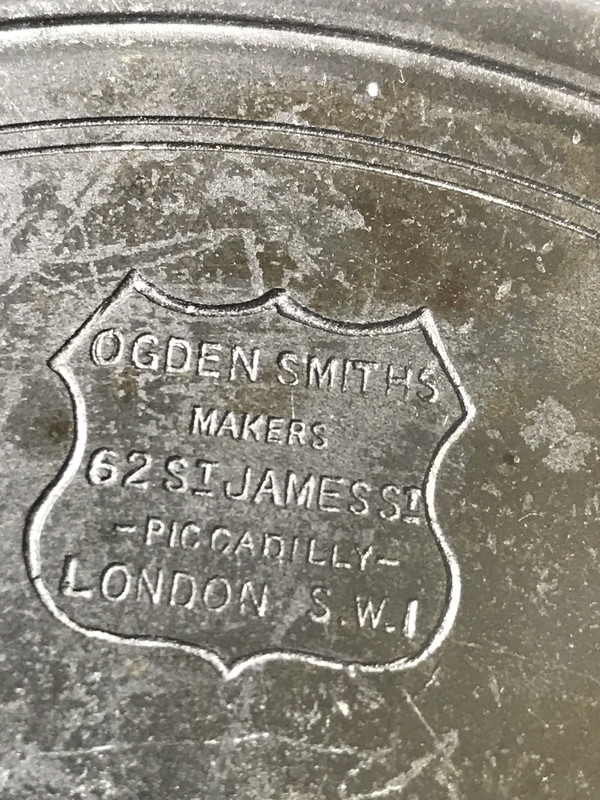 OGDEN SMITHS
MAKERS
62 ST JAMES ST
-PICCADILLY-
LONDON S.W.1